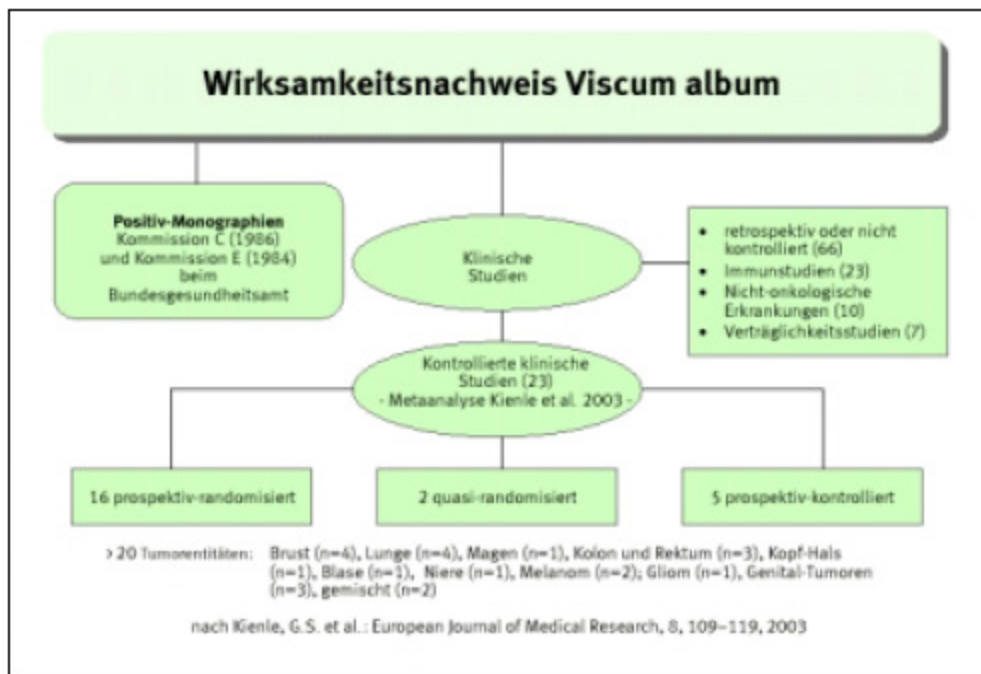 Wirksamkeitsnachweis Viscum album
Positiv-Monographien
Kommission C (1986)
und Kommission E (1984)
beim
Bundesgesundheitsamt
Klinische
Studien
• retrospektiv oder nicht
kontrolliert (66)
• Immunstudien (23)
• Nicht-onkologische
Erkrankungen (10)
• Verträglichkeitsstudien (7)
Kontrollierte klinische
Studien (23)
- Metaanalyse Kienle et al. 2003 -
16 prospektiv-randomisiert
2 quasi-randomisiert
5 prospektiv-kontrolliert
> 20 Tumorentitäten: Brust (n=4), Lunge (n=4), Magen (n=1), Kolon und Rektum (n=3), Kopf-Hals
(n=1), Blase (n=1), Niere (n=1), Melanom (n=2); Gliom (n=1), Genital-Tumoren
(n=3), gemischt (n=2)
nach Kienle, G.S. et al.: European Journal of Medical Research, 8, 109–119, 2003